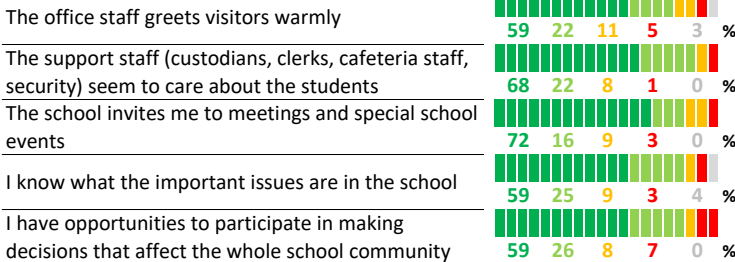 The office staff greets visitors warmly
59 22 11 5 3 %
The support staff (custodians, clerks, cafeteria staff,
security) seem to care about the students
68 22 8 1 0 %
The school invites me to meetings and special school
events
72 16 9 3 0 %
I know what the important issues are in the school
59 25 9 3 4 %
I have opportunities to participate in making
decisions that affect the whole school community
59 26 8 7 0 %